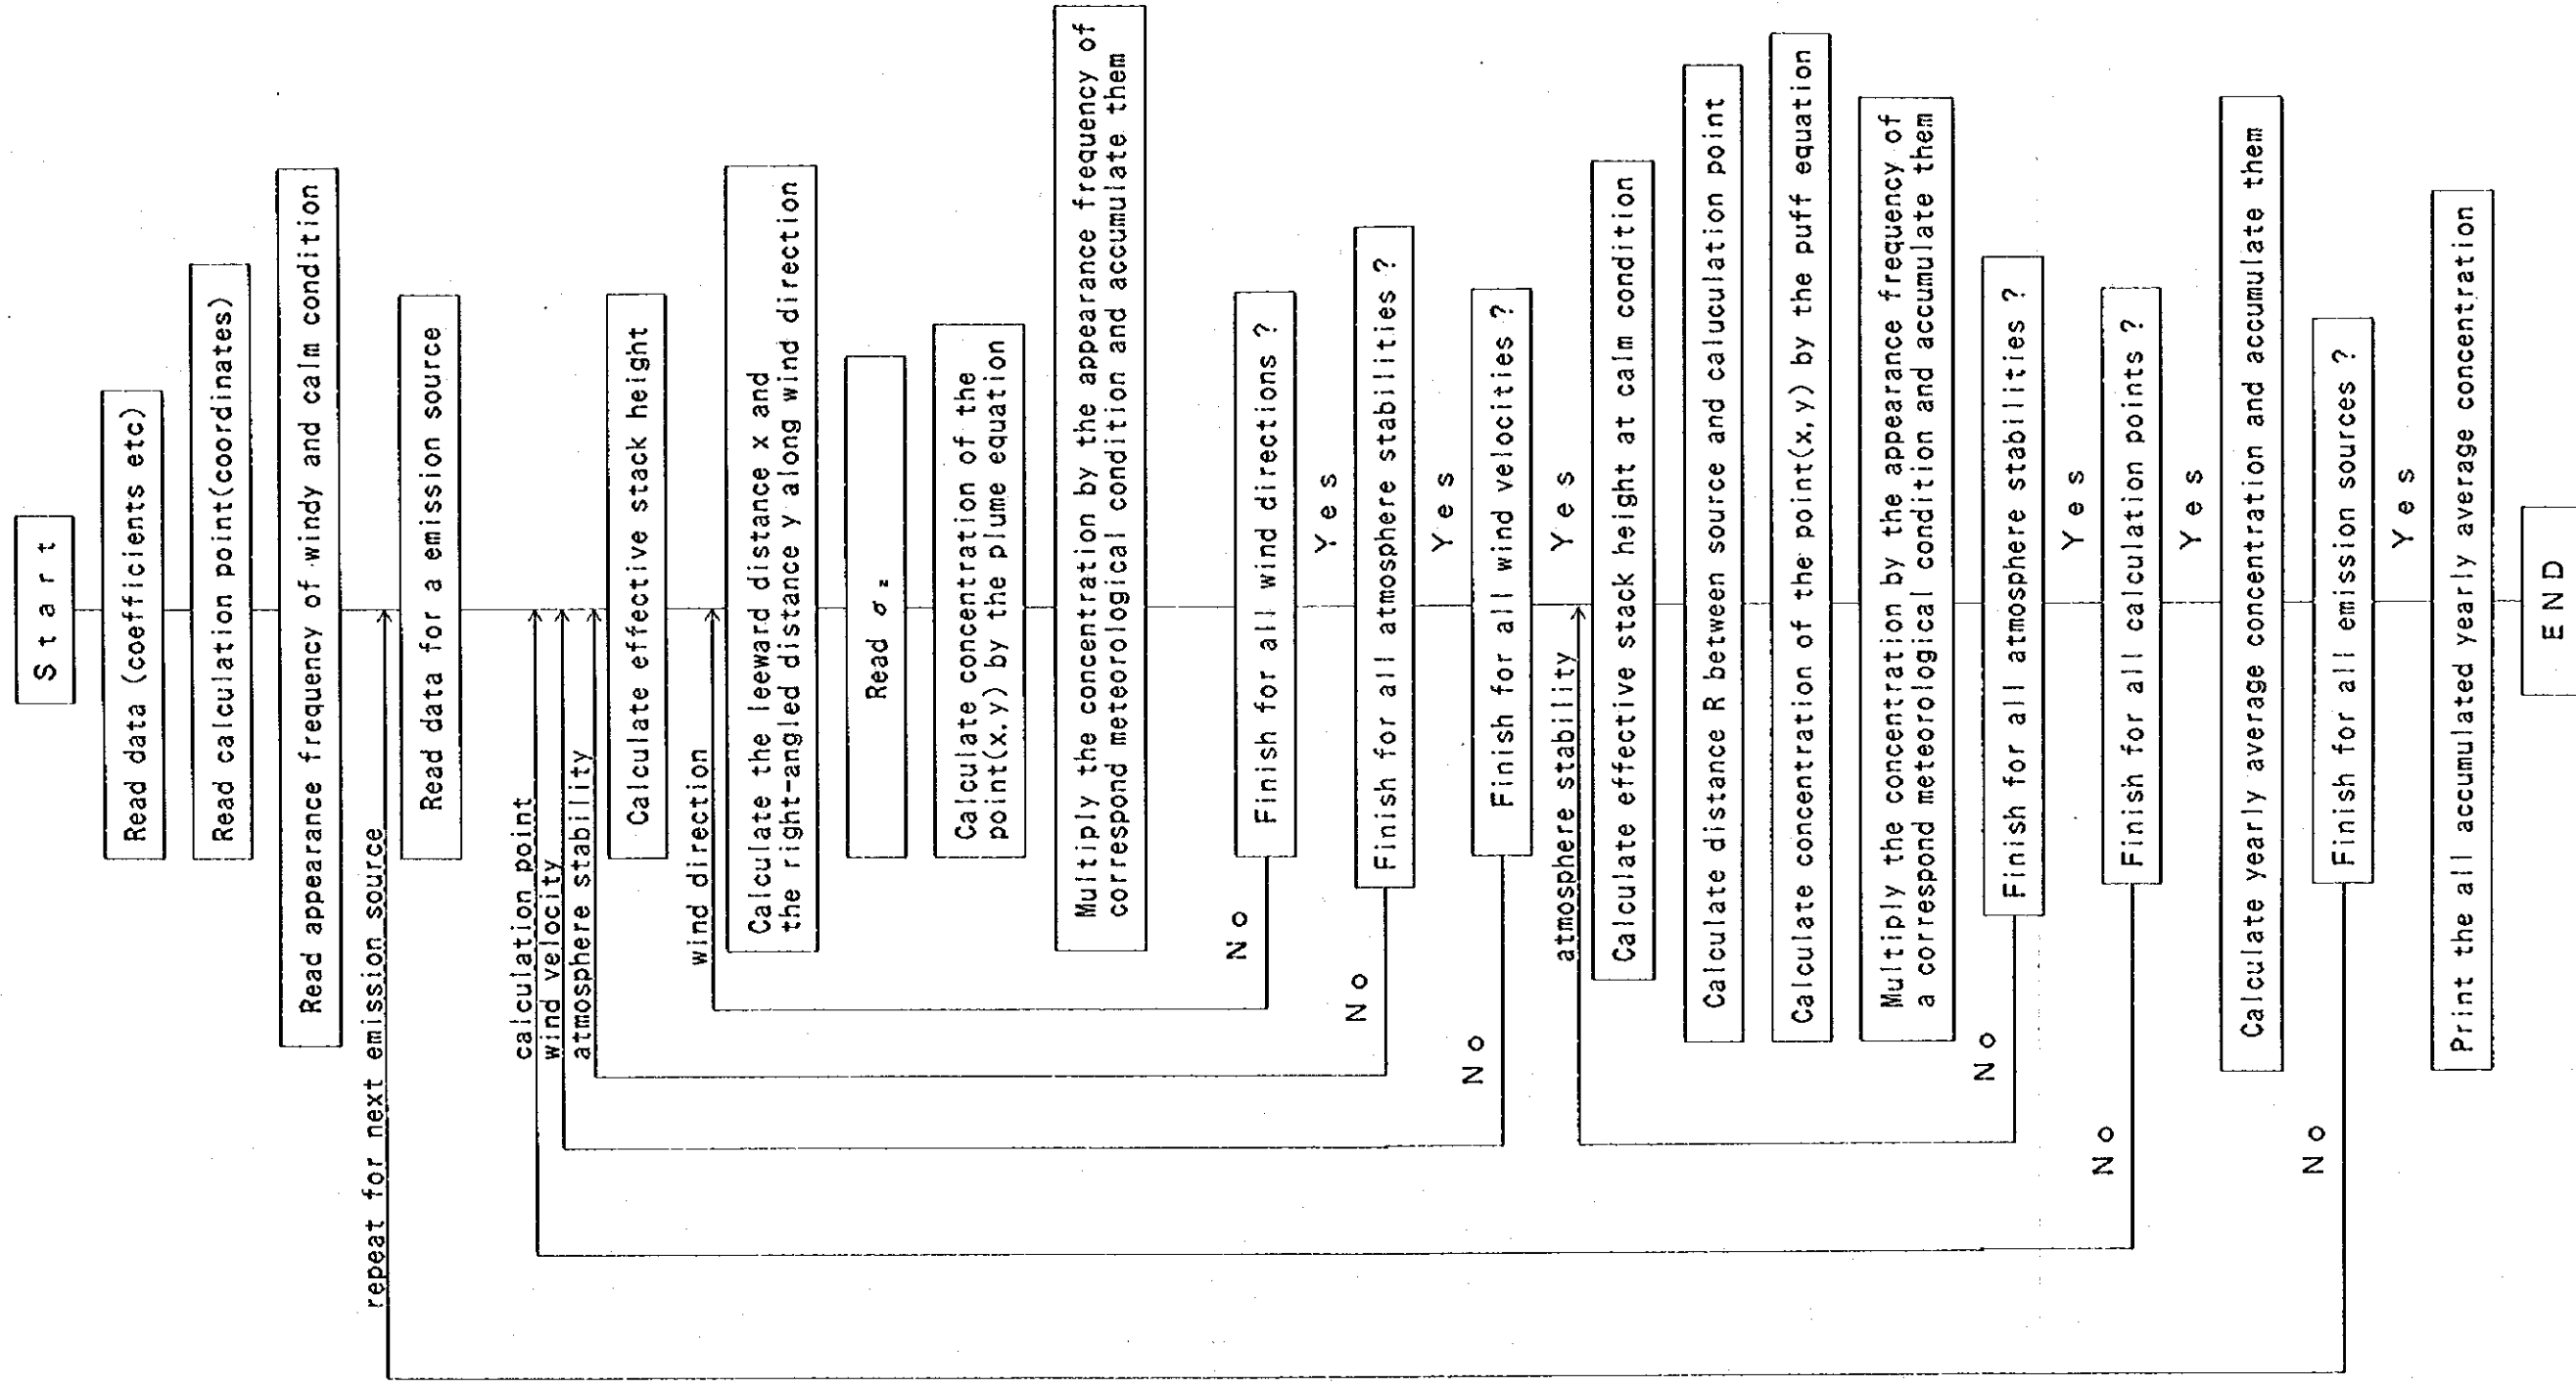 Start
Read data (coefficients etc)
Read calculation point(coordinates)
Read appearance frequency of windy and calm condition
repeat for next emission source
Read data for a emission source
calculation point
wind velocity
atmosphere stability
Calculate effective stack height
wind direction
Calculate the leeward distance x and
the right-angled distance y along wind direction
Read σz
Calculate concentration of the
point(x,y) by the plume equation
Multiply the concentration by the appearance frequency of
correspond meteorological condition and accumulate them
Finish for all wind directions ?
No
Yes
Finish for all atmosphere stabilities ?
No
Yes
Finish for all wind velocities ?
No
Yes
atmosphere stability
Calculate effective stack height at calm condition
Calculate distance R between source and caluculation point
Calculate concentration of the point(x,y) by the puff equation
Multiply the concentration by the appearance frequency of
a correspond meteorological condition and accumulate them
Finish for all atmosphere stabilities ?
No
Yes
Finish for all calculation points ?
No
Yes
Calculate yearly average concentration and accumulate them
Finish for all emission sources ?
No
Yes
Print the all accumulated yearly average concentration
END